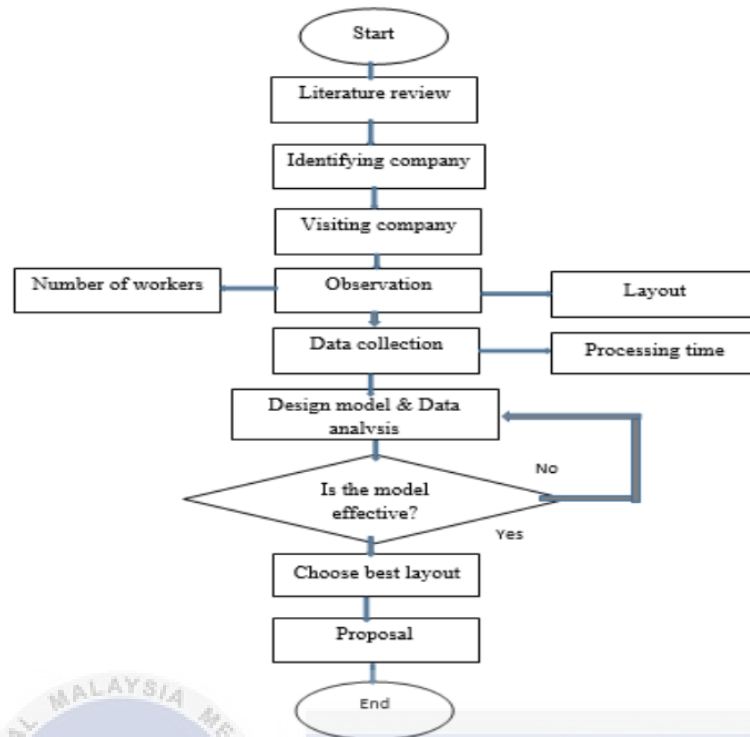 Start
Literature review
Identifying company
Visiting company
Number of workers
Observation
Layout
Data collection
Processing time
Design model & Data
analysis
No
Is the model
effective?
Yes
Choose best layout
Proposal
End
MALAYSIA